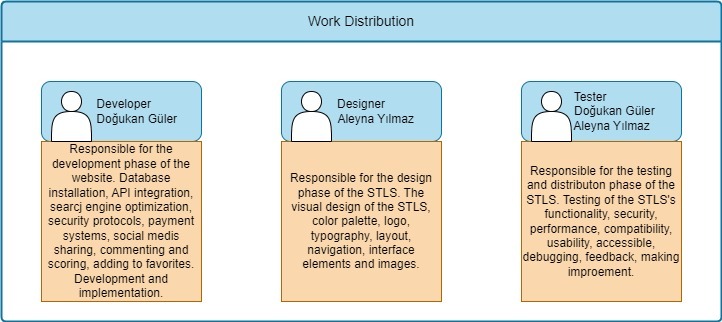 Work Distribution
Developer
Doğukan Güler
Responsible for the
development phase of the
website. Database
installation, API integration,
searcj engine optimization,
security protocols, payment
systems, social medis
sharing, commenting and
scoring, adding to favorites.
Development and
implementation.
Designer
Aleyna Yılmaz
Responsible for the design
phase of the STLS. The
visual design of the STLS,
color palette, logo,
typography, layout,
navigation, interface
elements and images.
Tester
Doğukan Güler
Aleyna Yılmaz
Responsible for the testing
and distributon phase of the
STLS. Testing of the STLS's
functionality, security,
performance, compatibility,
usability, accessible,
debugging, feedback, making
improement.